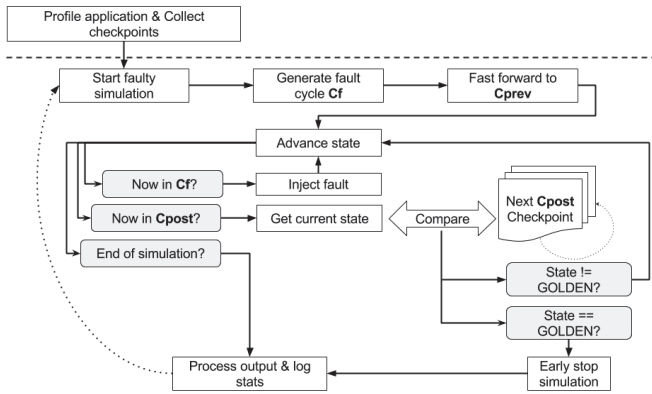 Profile application & Collect
checkpoints
Start faulty
simulation
Generate fault
cycle Cf
Fast forward to
Cprev
Advance state
Now in Cf?
Inject fault
Now in Cpost?
Get current state
Compare
Next Cpost
Checkpoint
End of simulation?
State !=
GOLDEN?
State ==
GOLDEN?
Process output & log
stats
Early stop
simulation